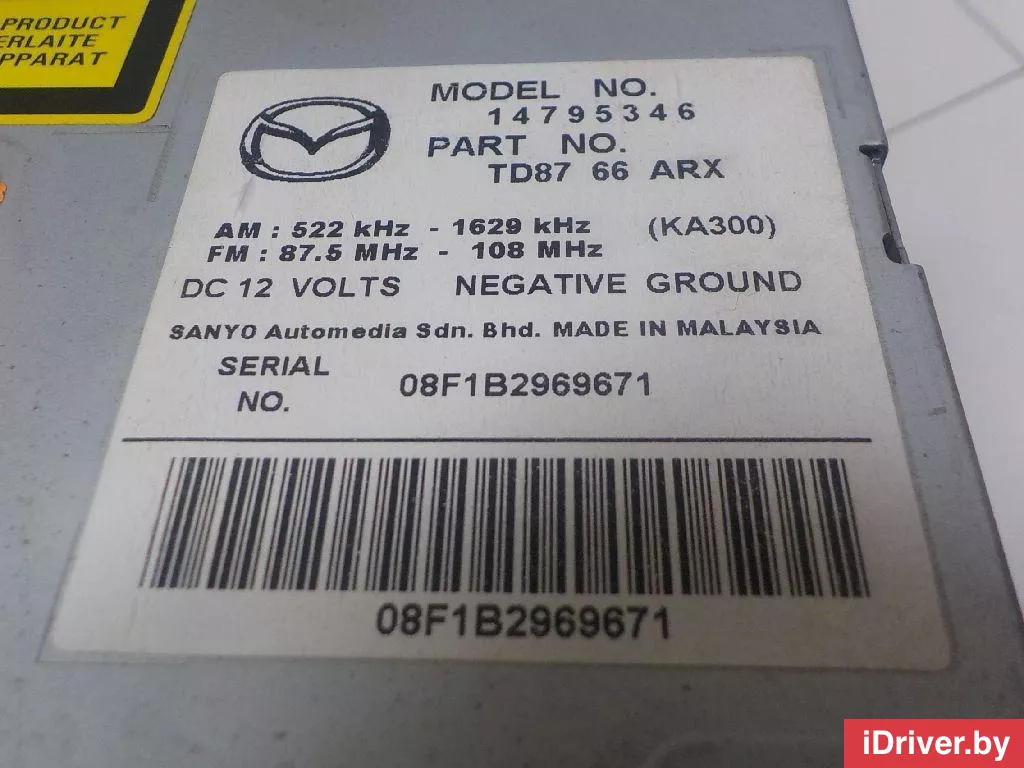 PRODUCT
ERLAITE
PPARAT
MODEL NO.
14795346
PART NO.
TD87 66 ARX
AM : 522 kHz - 1629 kHz (KA300)
FM : 87.5 MHz - 108 MHz
DC 12 VOLTS NEGATIVE GROUND
SANYO Automedia Sdn. Bhd. MADE IN MALAYSIA
SERIAL
NO. 08F1B2969671
08F1B2969671
iDriver.by